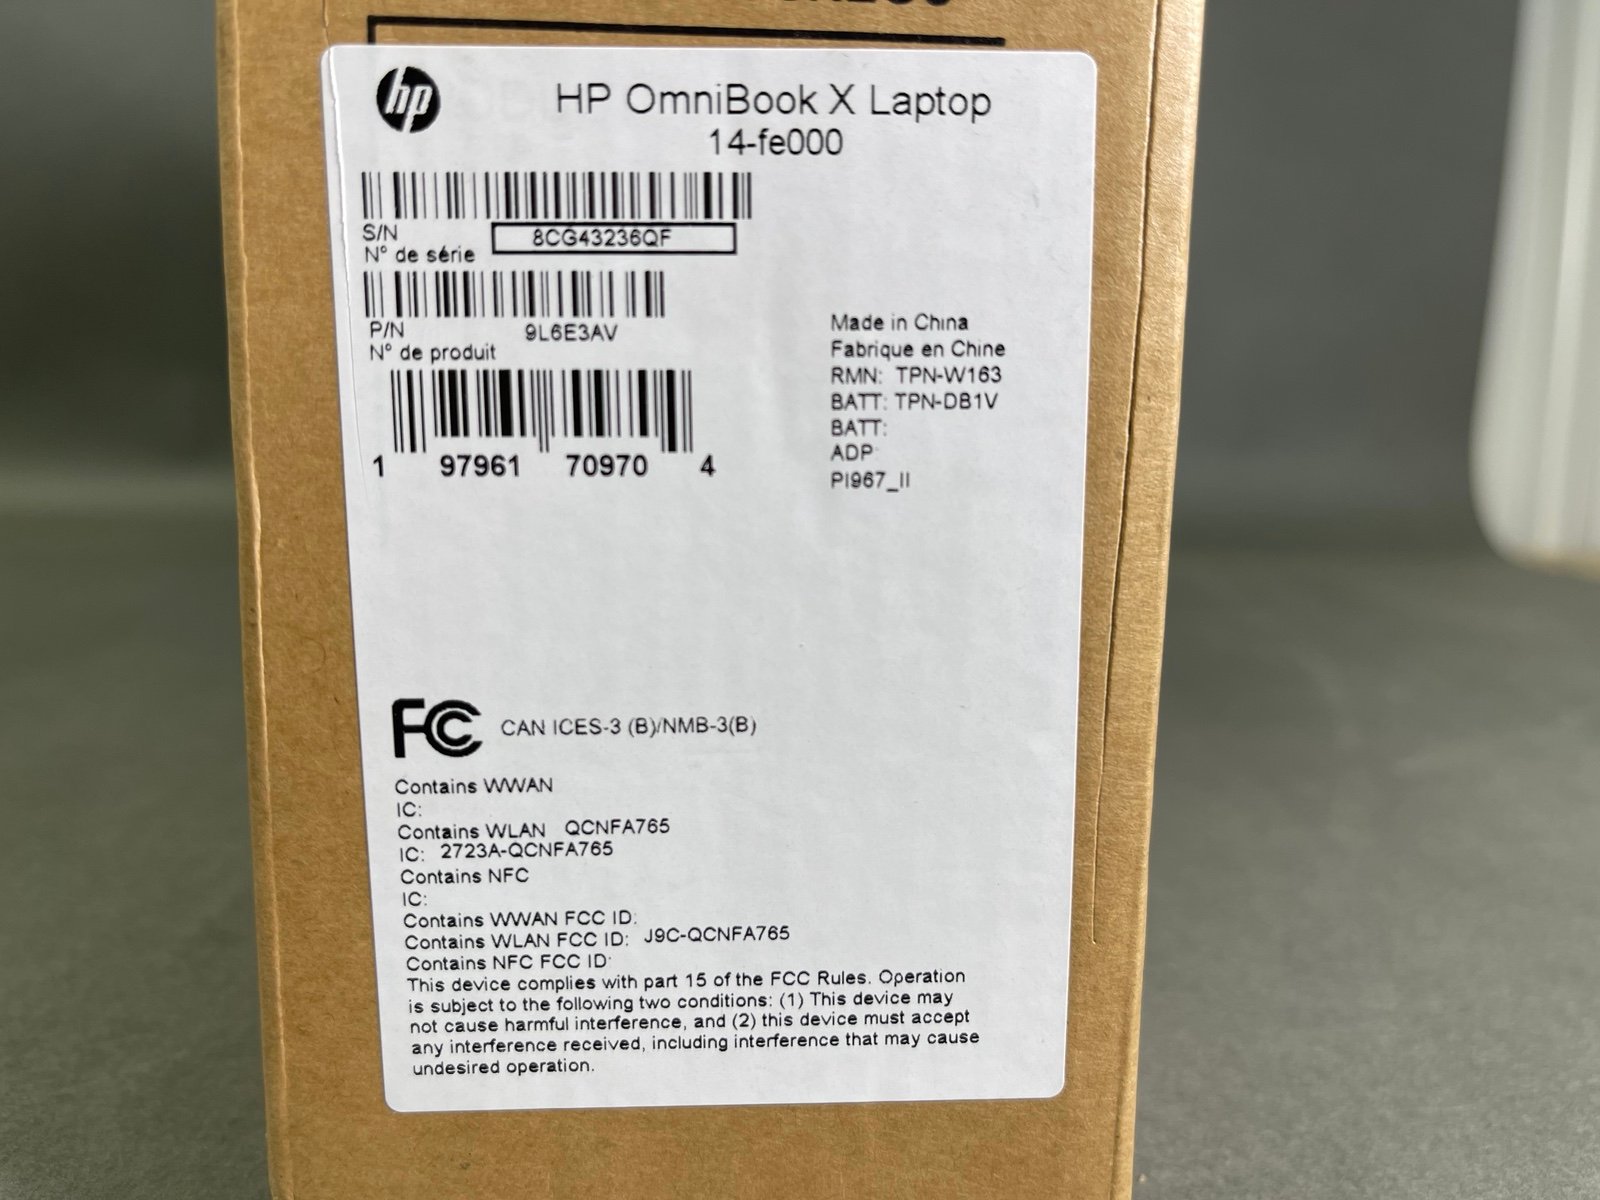 hp
HP OmniBook X Laptop
14-fe000
S/N
N° de série
8CG43236QF
P/N
N° de produit
9L6E3AV
1 97961 70970 4
Made in China
Fabrique en Chine
RMN: TPN-W163
BATT: TPN-DB1V
BATT:
ADP
PI967_II
FC CAN ICES-3 (B)/NMB-3(B)
Contains WWAN
IC:
Contains WLAN QCNFA765
IC: 2723A-QCNFA765
Contains NFC
IC:
Contains WWAN FCC ID:
Contains WLAN FCC ID: J9C-QCNFA765
Contains NFC FCC ID:
This device complies with part 15 of the FCC Rules. Operation
is subject to the following two conditions: (1) This device may
not cause harmful interference, and (2) this device must accept
any interference received, including interference that may cause
undesired operation.